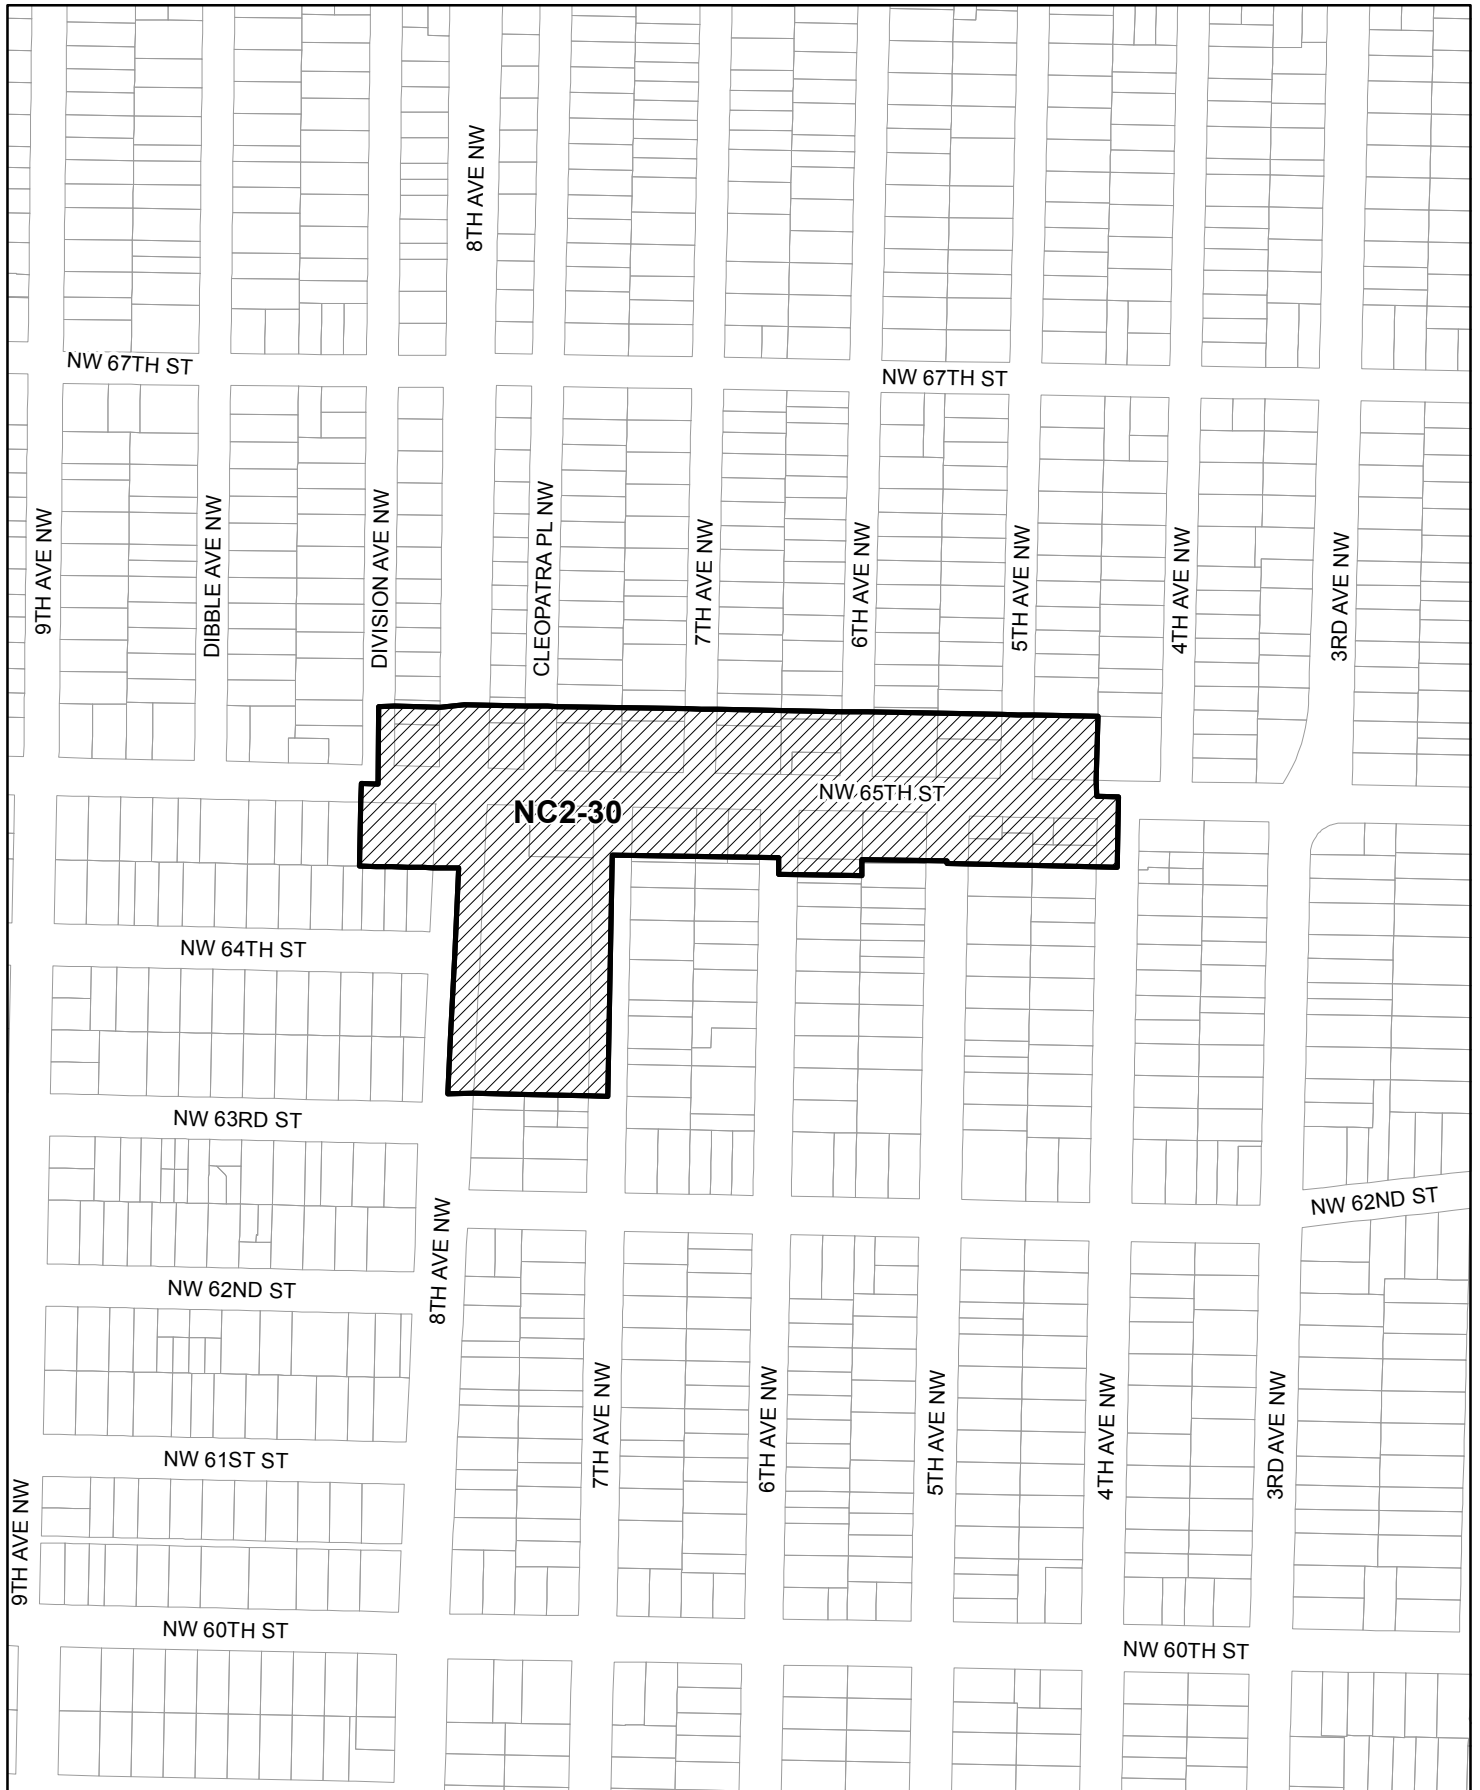 8TH AVE NW
NW 67TH ST
NW 67TH ST
9TH AVE NW
DIBBLE AVE NW
DIVISION AVE NW
CLEOPATRA PL NW
7TH AVE NW
6TH AVE NW
5TH AVE NW
4TH AVE NW
3RD AVE NW
NW 65TH ST
NC2-30
NW 64TH ST
NW 63RD ST
NW 62ND ST
8TH AVE NW
NW 62ND ST
7TH AVE NW
6TH AVE NW
5TH AVE NW
4TH AVE NW
3RD AVE NW
NW 61ST ST
9TH AVE NW
NW 60TH ST
NW 60TH ST